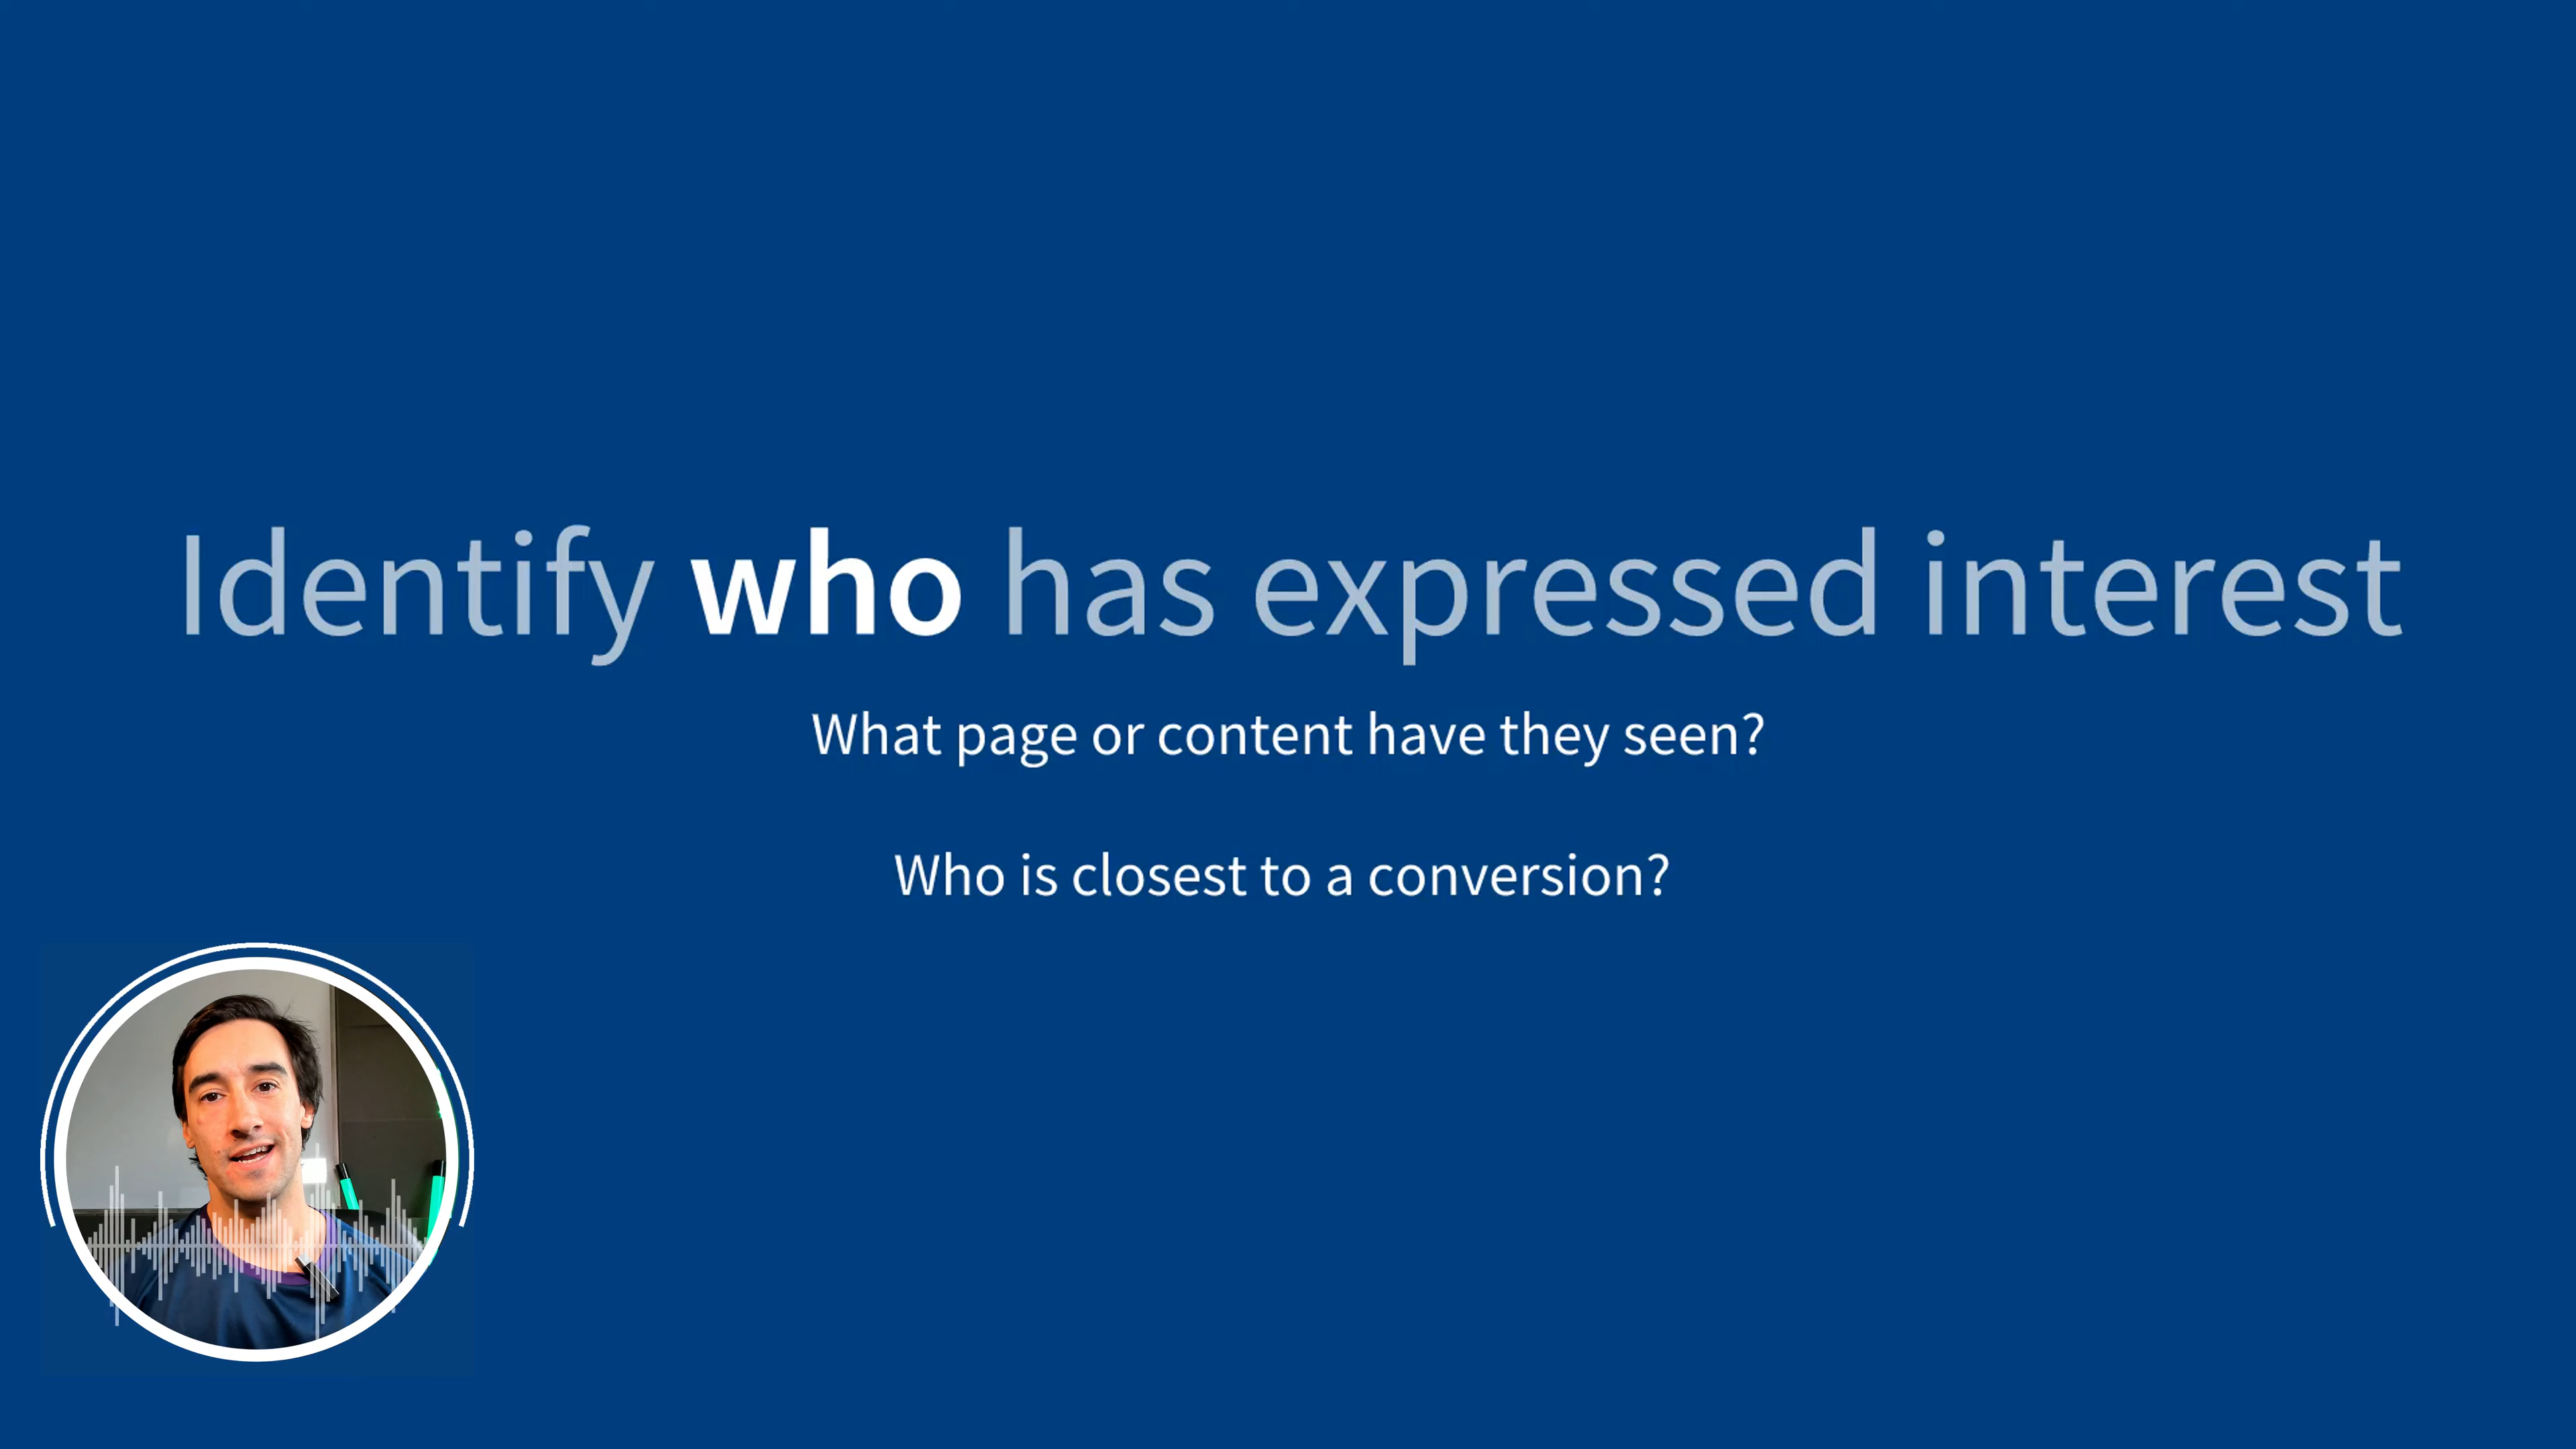 Identify who has expressed interest
What page or content have they seen?
Who is closest to a conversion?